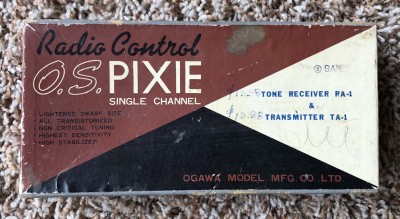 Radio Control
O.S. PIXIE
SINGLE CHANNEL
LIGHTENED DWARF SIZE
ALL TRANSISTORIZED
NON CRITICAL TUNING
HIGHEST SENSITIVITY
HIGH STABILIZED
TONE RECEIVER RA-1
&
TRANSMITTER TA-1
OGAWA MODEL MFG. CO. LTD.